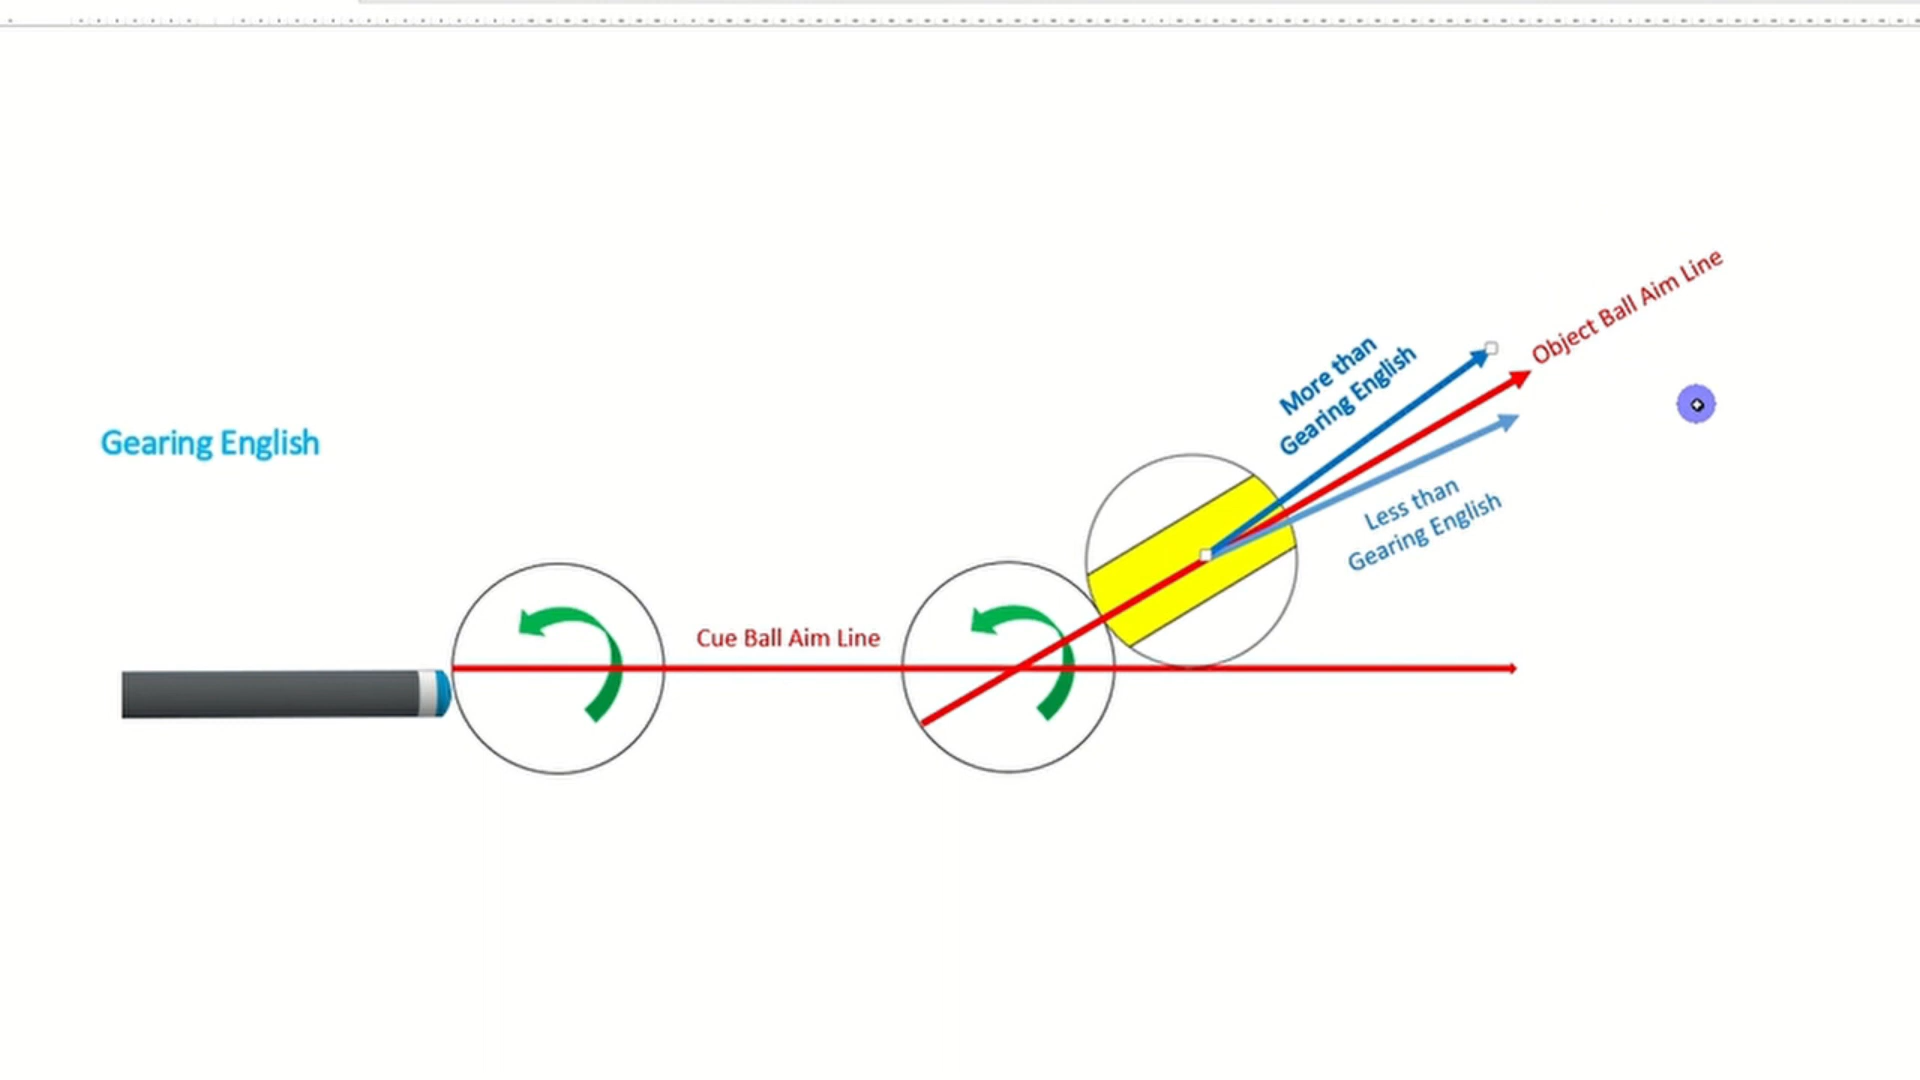 Object Ball Aim Line
More than
Gearing English
Gearing English
Less than
Gearing English
Cue Ball Aim Line